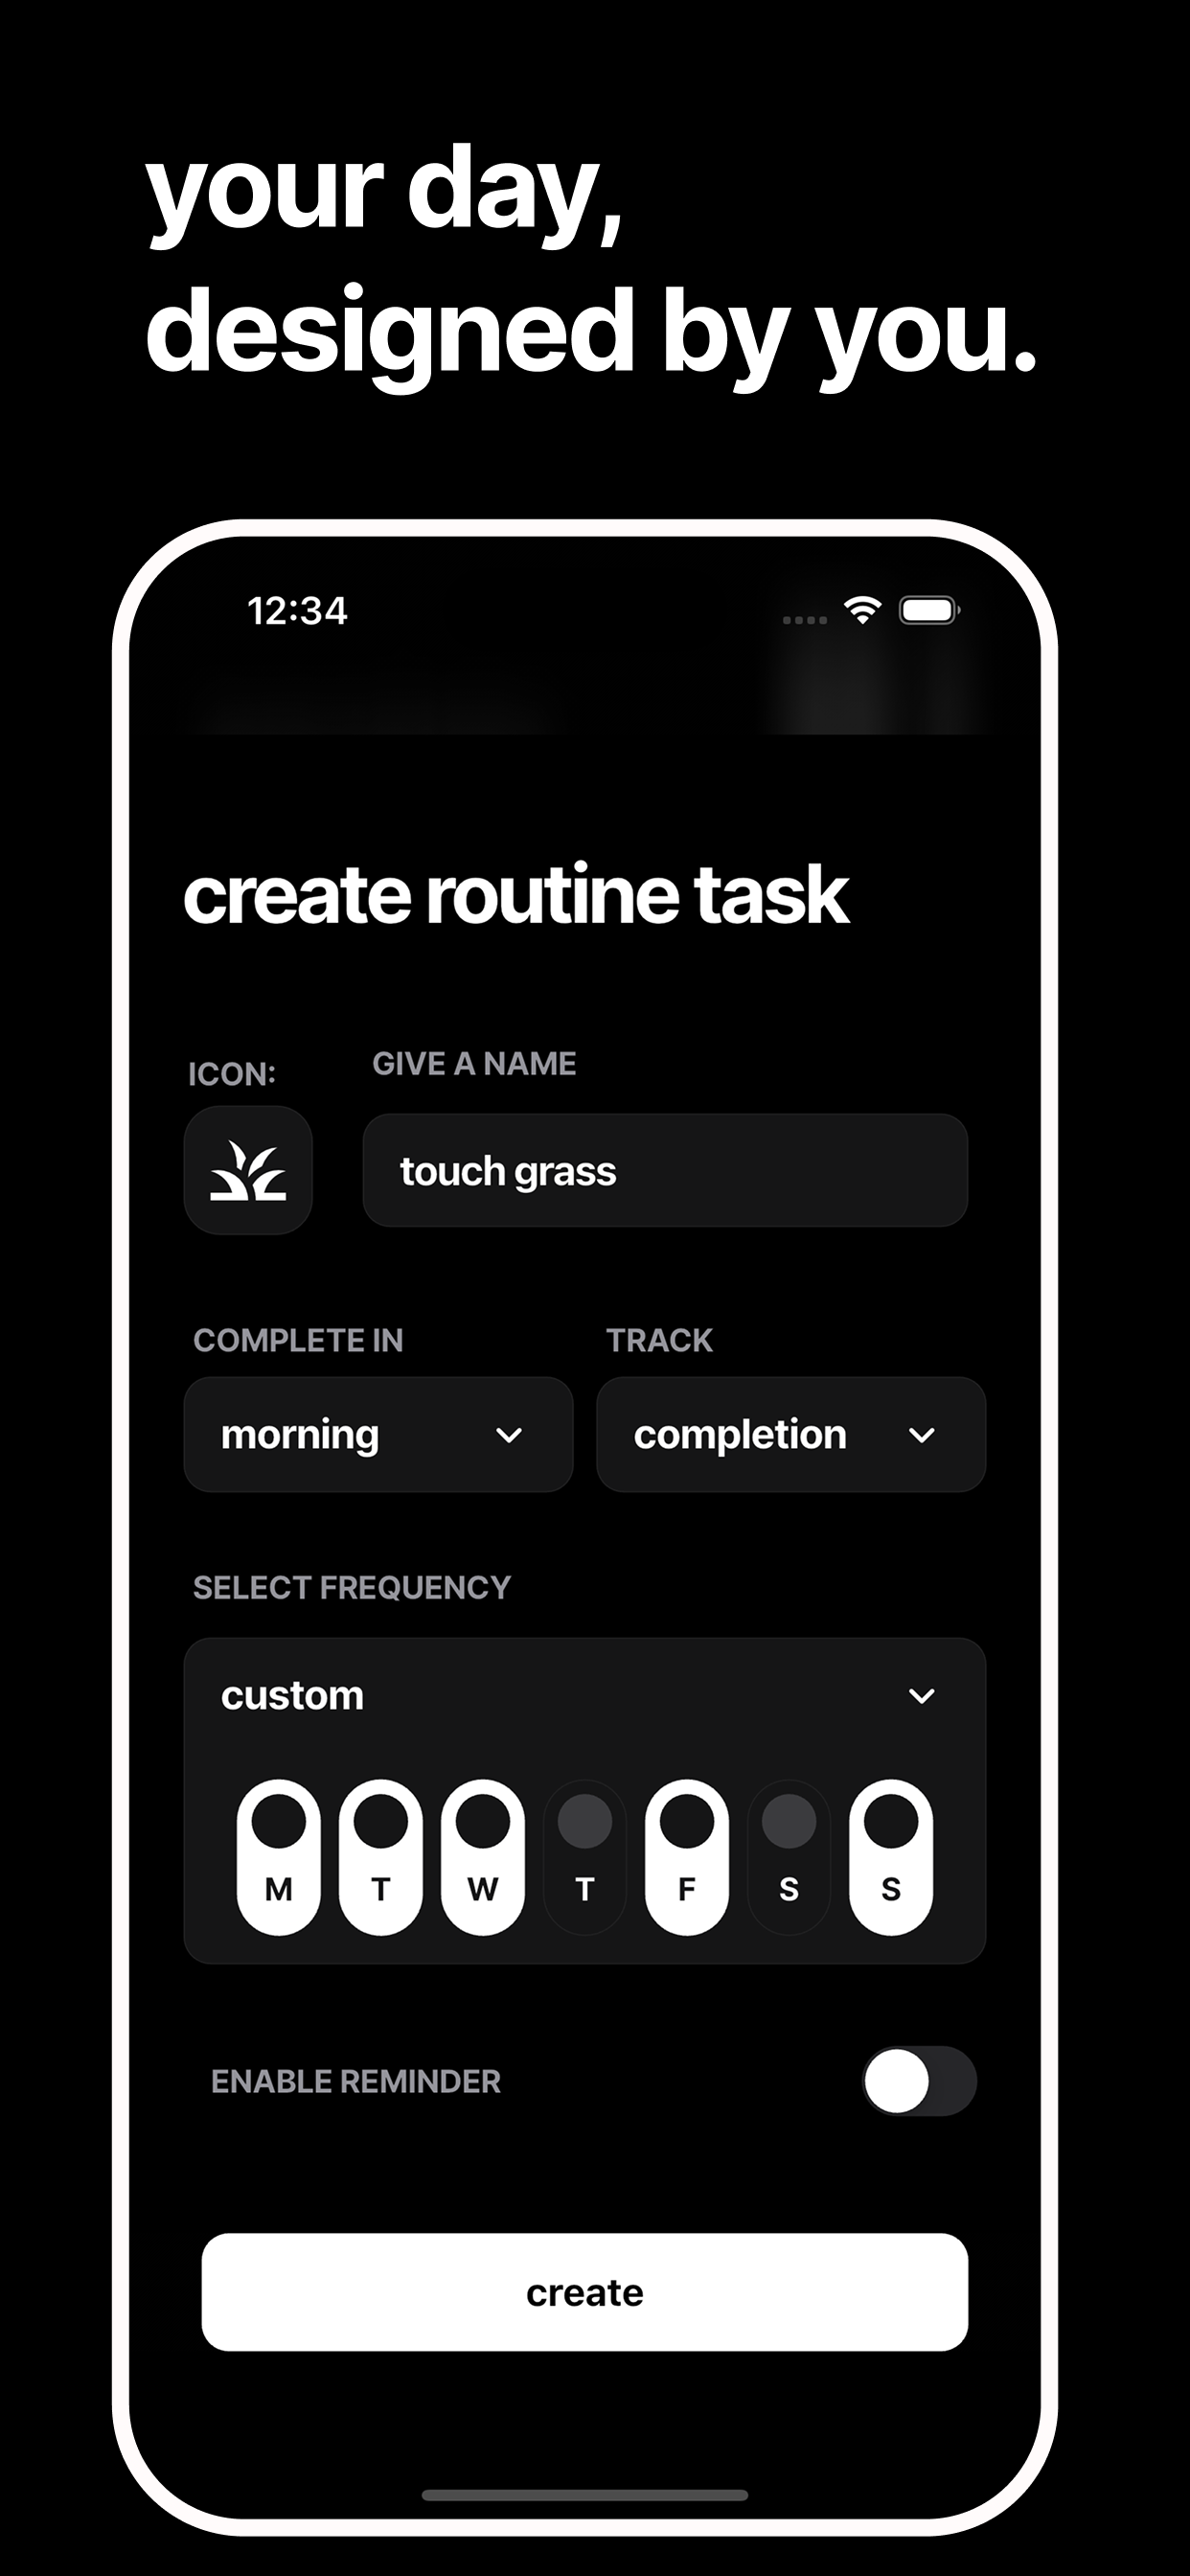 your day,
designed by you.
12:34
create routine task
ICON:
GIVE A NAME
touch grass
COMPLETE IN
TRACK
morning
completion
SELECT FREQUENCY
custom
M T W T F S S
ENABLE REMINDER
create